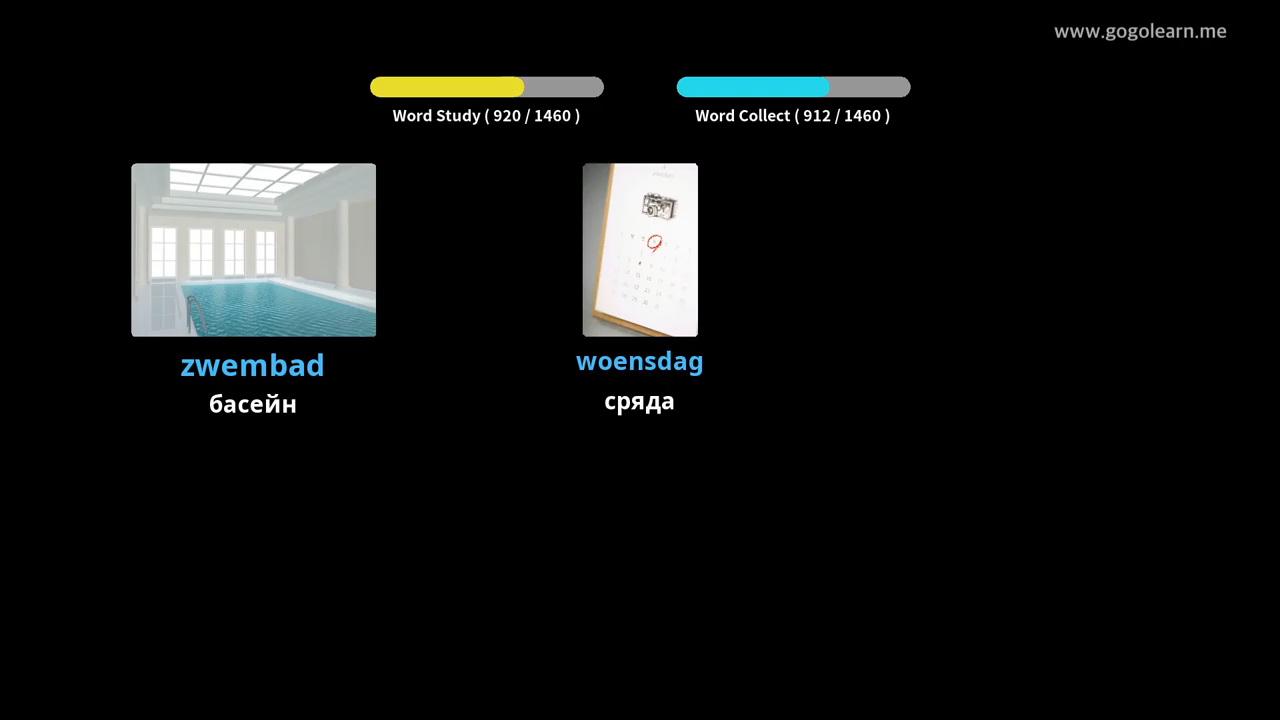 www.gogolearn.me
Word Study ( 920 / 1460 )
Word Collect ( 912 / 1460 )
zwembad
басейн
woensdag
сряда